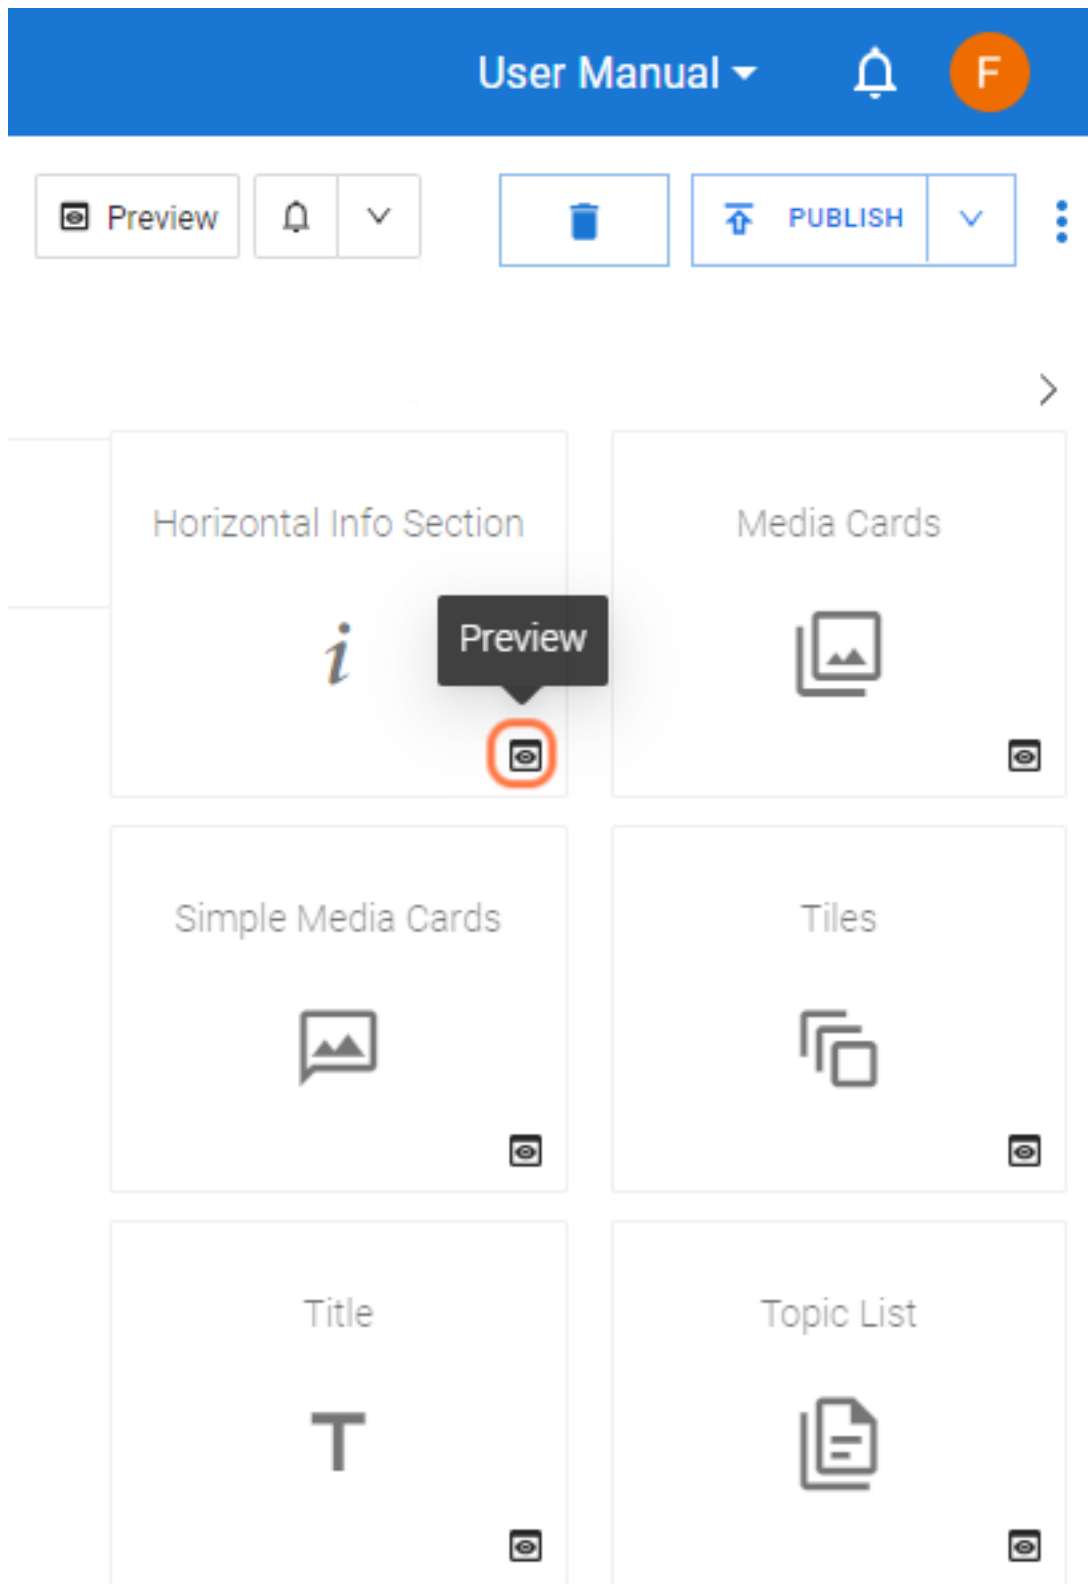 User Manual
F
Preview
PUBLISH
Horizontal Info Section
Media Cards
Preview
Simple Media Cards
Tiles
Title
Topic List